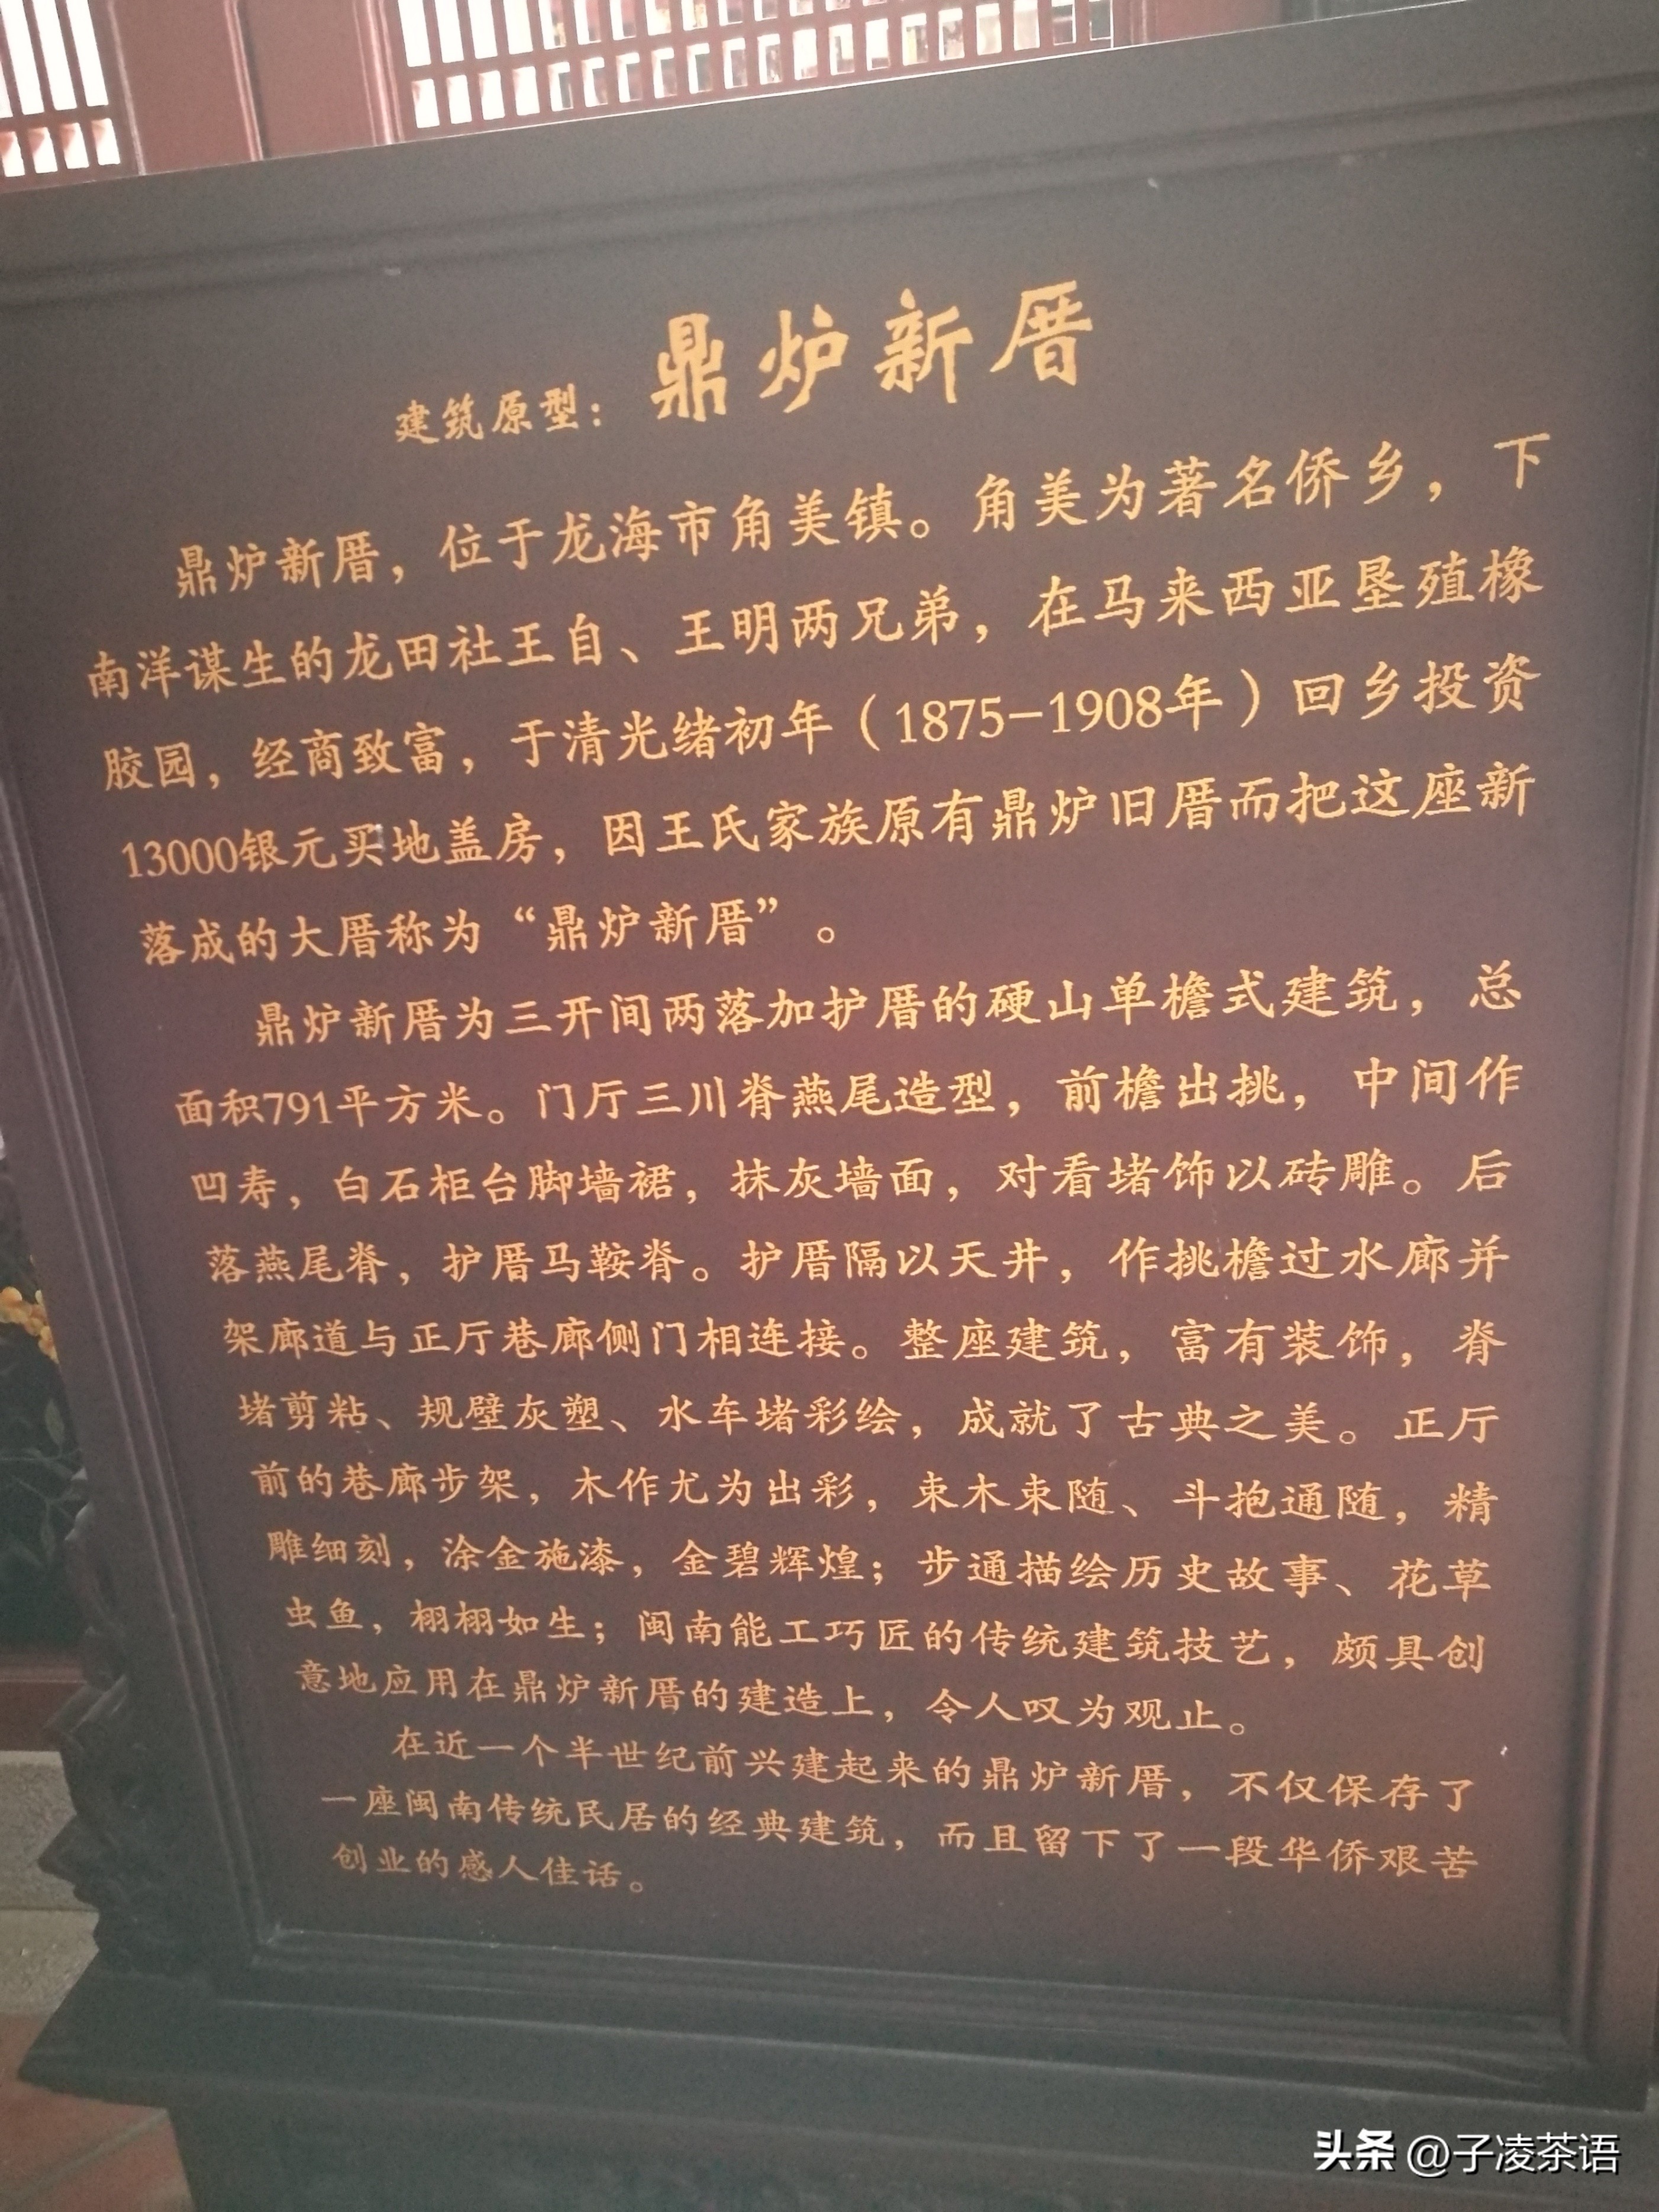 建筑原型：鼎炉新厝
鼎炉新厝，位于龙海市角美镇。角美为著名侨乡，下
南洋谋生的龙田社王自、王明两兄弟，在马来西亚垦殖橡
胶园，经商致富，于清光绪初年（1875-1908年）回乡投资
13000银元买地盖房，因王氏家族原有鼎炉旧厝而把这座新
落成的大厝称为“鼎炉新厝”。
鼎炉新厝为三开间两落加护厝的硬山单檐式建筑，总
面积791平方米。门厅三川脊燕尾造型，前檐出挑，中间作
凹寿，白石柜台脚墙裙，抹灰墙面，对看堵饰以砖雕。后
落燕尾脊，护厝马鞍脊。护厝隔以天井，作挑檐过水廊并
架廊道与正厅巷廊侧门相连接。整座建筑，富有装饰，脊
堵剪粘、规壁灰塑、水车堵彩绘，成就了古典之美。正厅
前的巷廊步架，木作尤为出彩，束木束随、斗抱通随，精
雕细刻，涂金施漆，金碧辉煌；步通描绘历史故事、花草
虫鱼，栩栩如生；闽南能工巧匠的传统建筑技艺，颇具创
意地应用在鼎炉新厝的建造上，令人叹为观止。
在近一个半世纪前兴建起来的鼎炉新厝，不仅保存了
一座闽南传统民居的经典建筑，而且留下了一段华侨艰苦
创业的感人佳话。
头条 @子凌茶语